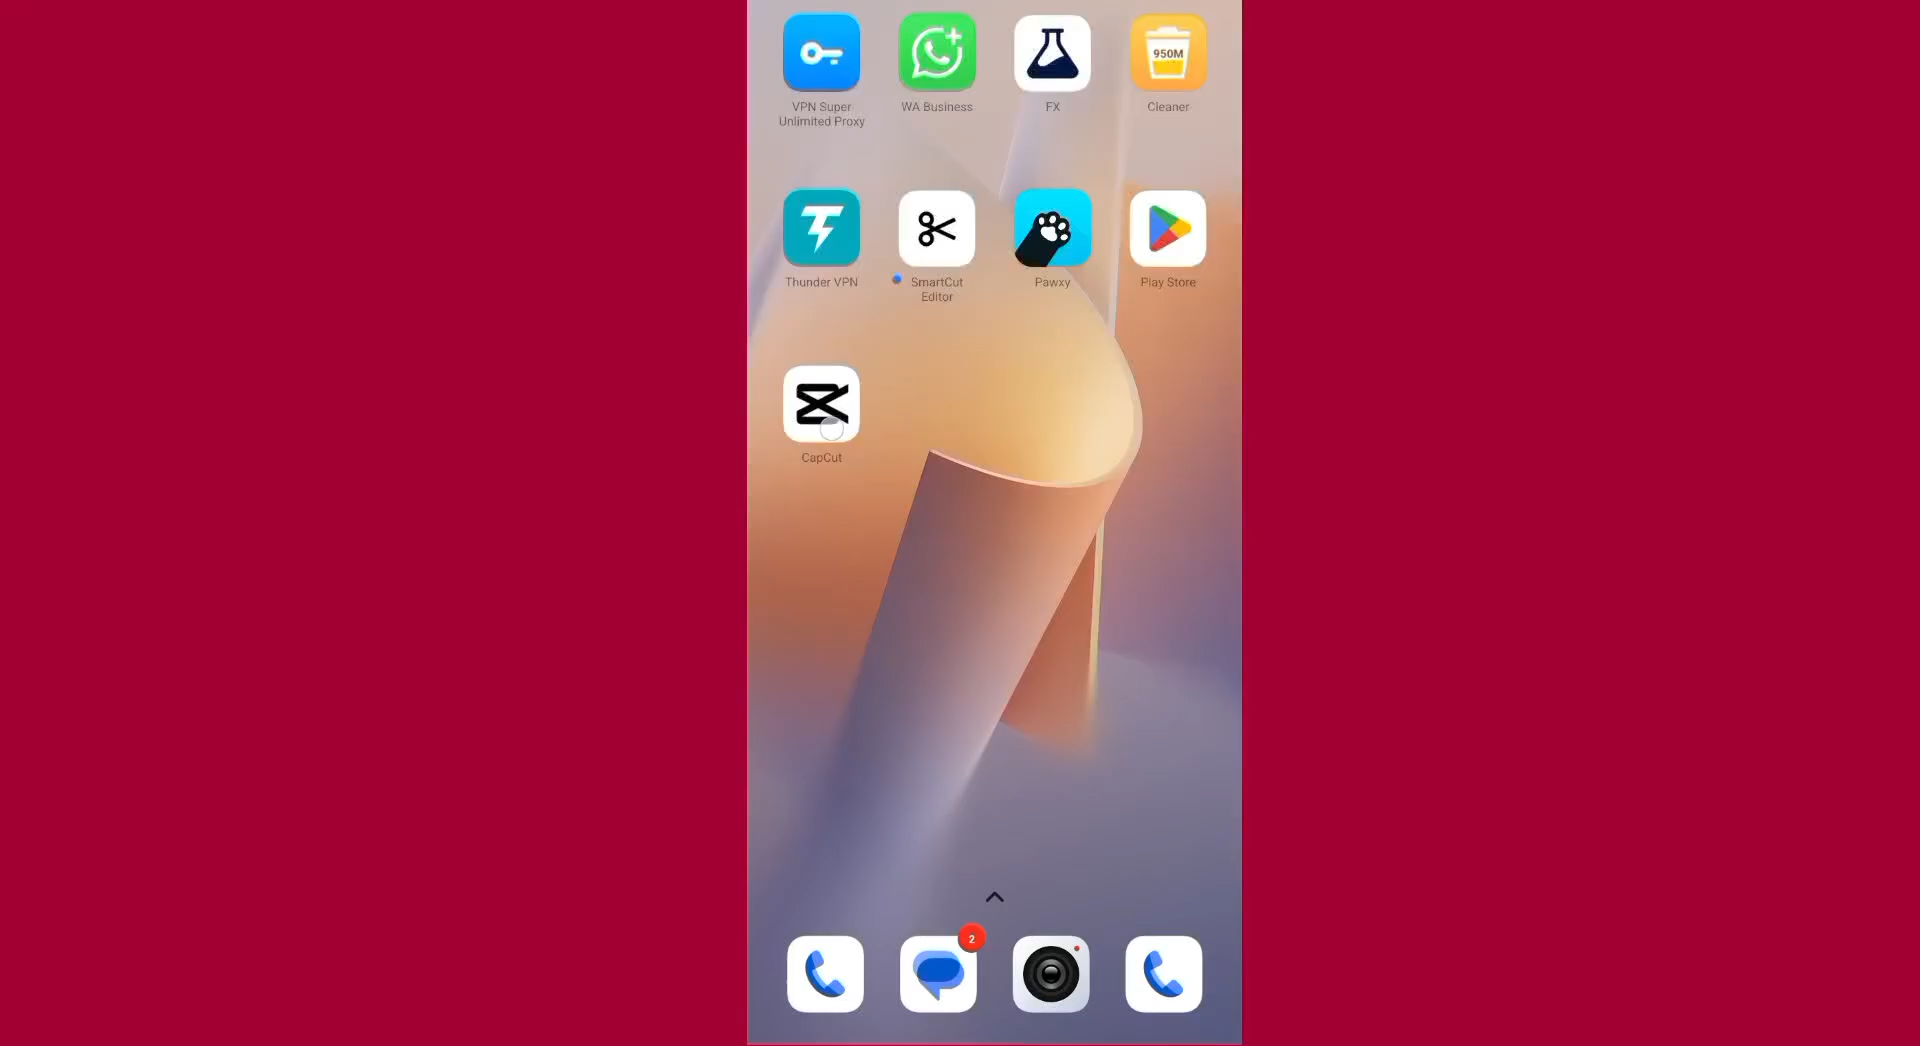 950M
VPN Super
Unlimited Proxy
WA Business
FX
Cleaner
Thunder VPN
SmartCut
Editor
Pawxy
Play Store
CapCut
2